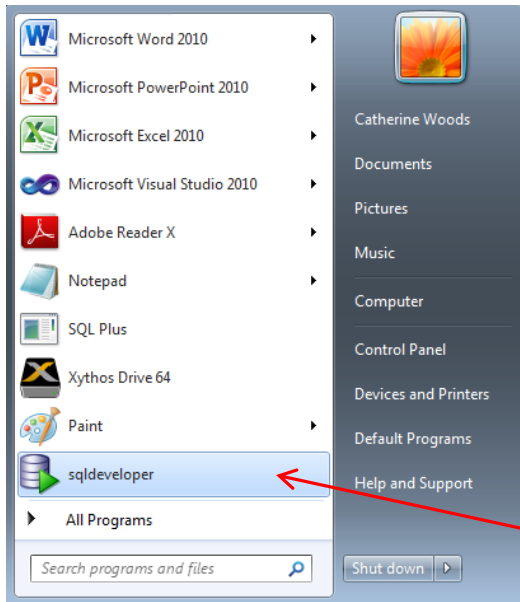 Microsoft Word 2010
Microsoft PowerPoint 2010
Microsoft Excel 2010
Microsoft Visual Studio 2010
Adobe Reader X
Notepad
SQL Plus
Xythos Drive 64
Paint
sqldeveloper
All Programs
Search programs and files
Catherine Woods
Documents
Pictures
Music
Computer
Control Panel
Devices and Printers
Default Programs
Help and Support
Shut down